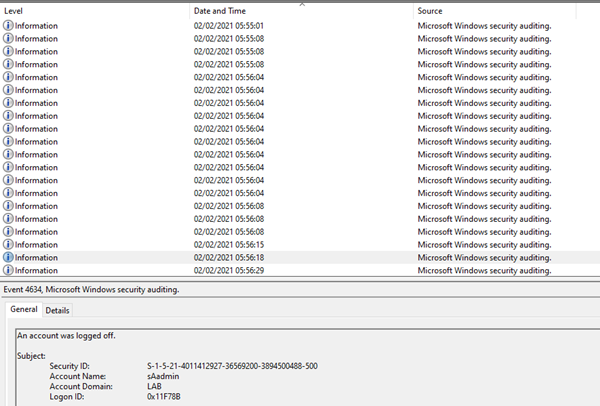 Level Date and Time Source
Information 02/02/2021 05:55:01 Microsoft Windows security auditing.
Information 02/02/2021 05:55:08 Microsoft Windows security auditing.
Information 02/02/2021 05:55:08 Microsoft Windows security auditing.
Information 02/02/2021 05:55:08 Microsoft Windows security auditing.
Information 02/02/2021 05:56:04 Microsoft Windows security auditing.
Information 02/02/2021 05:56:04 Microsoft Windows security auditing.
Information 02/02/2021 05:56:04 Microsoft Windows security auditing.
Information 02/02/2021 05:56:04 Microsoft Windows security auditing.
Information 02/02/2021 05:56:04 Microsoft Windows security auditing.
Information 02/02/2021 05:56:04 Microsoft Windows security auditing.
Information 02/02/2021 05:56:04 Microsoft Windows security auditing.
Information 02/02/2021 05:56:04 Microsoft Windows security auditing.
Information 02/02/2021 05:56:04 Microsoft Windows security auditing.
Information 02/02/2021 05:56:04 Microsoft Windows security auditing.
Information 02/02/2021 05:56:08 Microsoft Windows security auditing.
Information 02/02/2021 05:56:08 Microsoft Windows security auditing.
Information 02/02/2021 05:56:08 Microsoft Windows security auditing.
Information 02/02/2021 05:56:15 Microsoft Windows security auditing.
Information 02/02/2021 05:56:18 Microsoft Windows security auditing.
Information 02/02/2021 05:56:29 Microsoft Windows security auditing.
Event 4634, Microsoft Windows security auditing.
General Details
An account was logged off.
Subject:
Security ID: S-1-5-21-4011412927-36569200-3894500488-500
Account Name: sAadmin
Account Domain: LAB
Logon ID: 0x11F78B